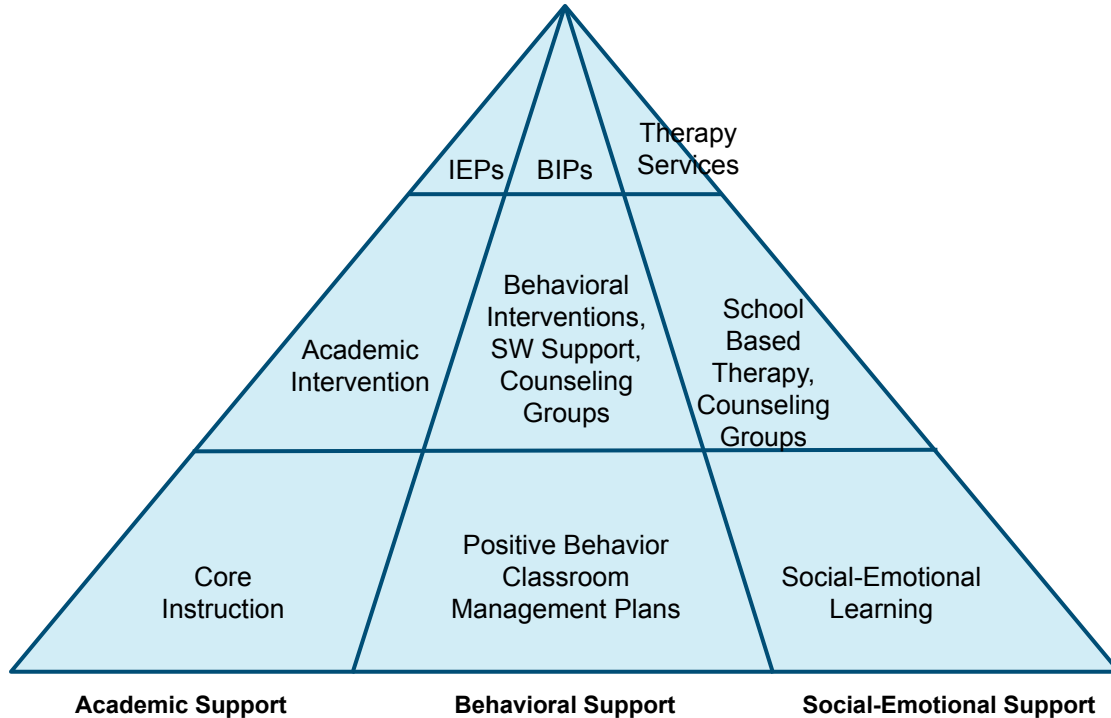 IEPs
BIPs
Therapy
Services
Academic
Intervention
Behavioral
Interventions,
SW Support,
Counseling
Groups
School
Based
Therapy,
Counseling
Groups
Core
Instruction
Positive Behavior
Classroom
Management Plans
Social-Emotional
Learning
Academic Support
Behavioral Support
Social-Emotional Support